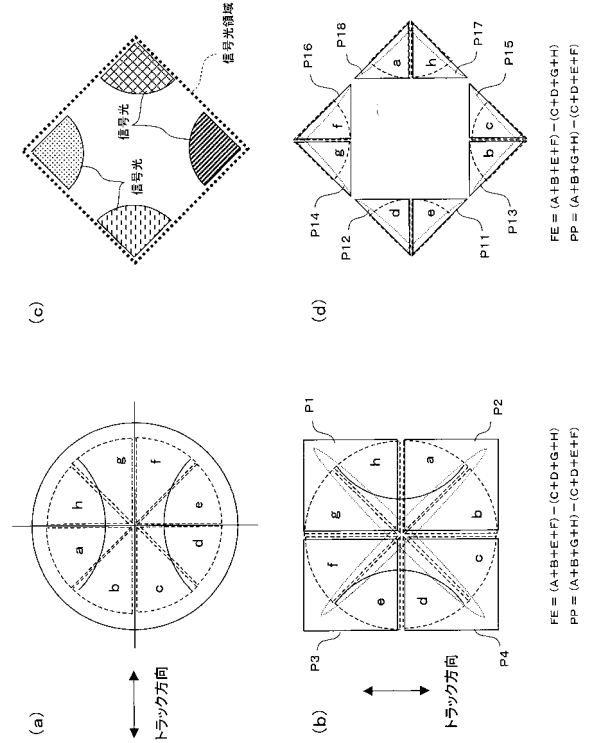 (a)
a h
b g
c f
d e
トラック方向
(c)
信号光
信号光
信号光領域
(b)
P3 P1
f g
e h
d a
c b
P4 P2
トラック方向
FE = (A+B+E+F)-(C+D+G+H)
PP = (A+B+G+H)-(C+D+E+F)
(d)
P14 P16
P12 P18
g f
d a
e h
b c
P11 P17
P13 P15
FE = (A+B+E+F)-(C+D+G+H)
PP = (A+B+G+H)-(C+D+E+F)